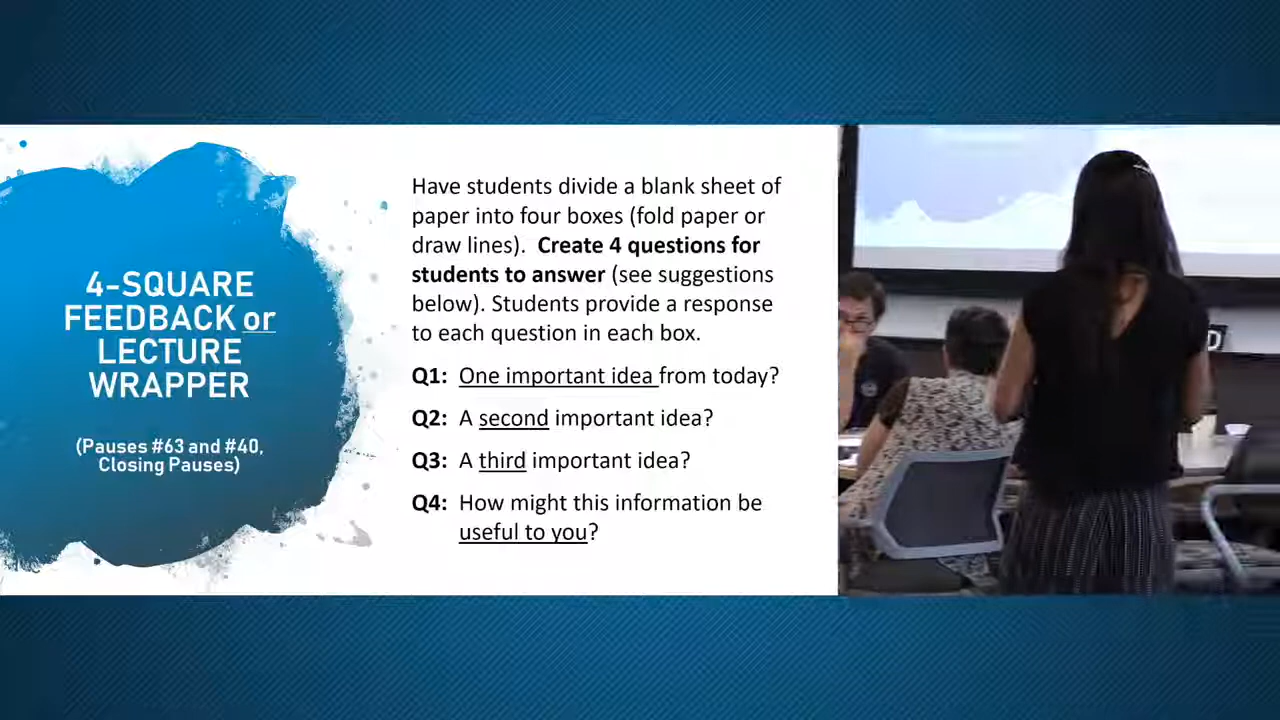 4-SQUARE
FEEDBACK or
LECTURE
WRAPPER
(Pauses #63 and #40,
Closing Pauses)
Have students divide a blank sheet of
paper into four boxes (fold paper or
draw lines).  Create 4 questions for
students to answer (see suggestions
below). Students provide a response
to each question in each box.
Q1:  One important idea from today?
Q2:  A second important idea?
Q3:  A third important idea?
Q4:  How might this information be
useful to you?